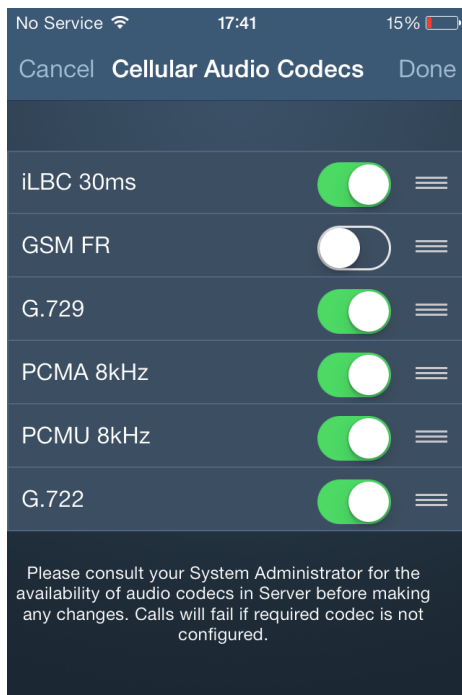 No Service 17:41 15%
Cancel Cellular Audio Codecs Done
iLBC 30ms
GSM FR
G.729
PCMA 8kHz
PCMU 8kHz
G.722
Please consult your System Administrator for the
availability of audio codecs in Server before making
any changes. Calls will fail if required codec is not
configured.